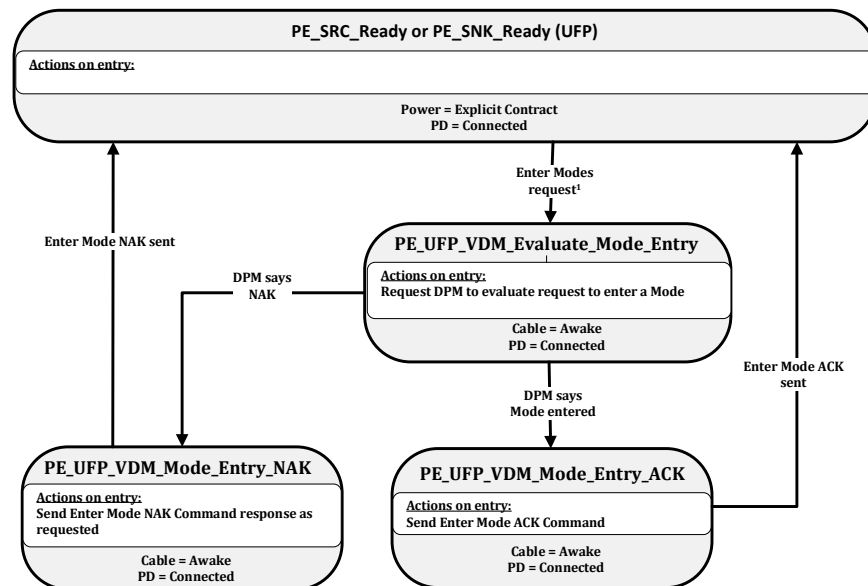 PE_SRC_Ready or PE_SNK_Ready (UFP)
Actions on entry:
Power = Explicit Contract
PD = Connected
Enter Modes
request¹
Enter Mode NAK sent
PE_UFP_VDM_Evaluate_Mode_Entry
Actions on entry:
Request DPM to evaluate request to enter a Mode
Cable = Awake
PD = Connected
DPM says
NAK
Enter Mode ACK
sent
DPM says
Mode entered
PE_UFP_VDM_Mode_Entry_NAK
Actions on entry:
Send Enter Mode NAK Command response as
requested
Cable = Awake
PD = Connected
PE_UFP_VDM_Mode_Entry_ACK
Actions on entry:
Send Enter Mode ACK Command
Cable = Awake
PD = Connected